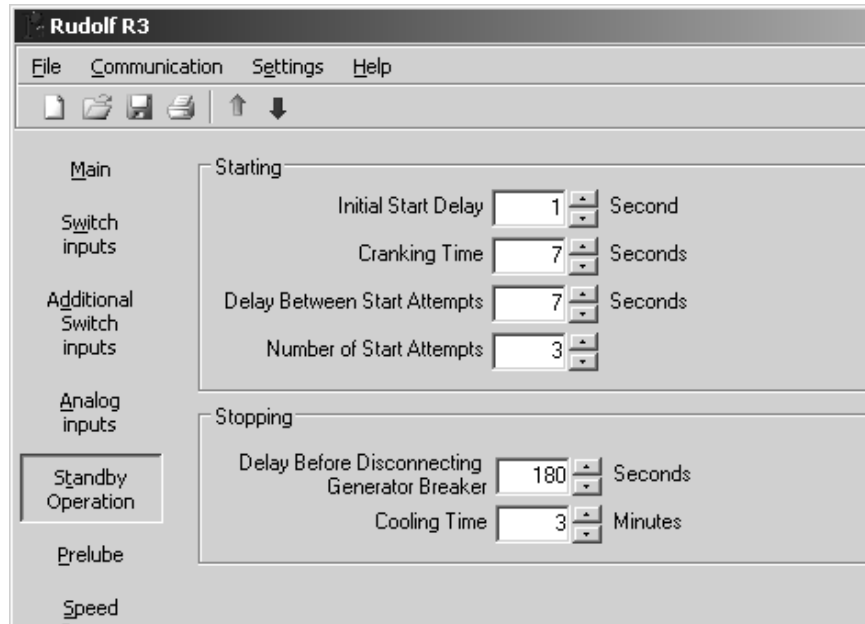 Rudolf R3
File Communication Settings Help
Main
Switch
inputs
Additional
Switch
inputs
Analog
inputs
Standby
Operation
Prelube
Speed
Starting
Initial Start Delay 1 Second
Cranking Time 7 Seconds
Delay Between Start Attempts 7 Seconds
Number of Start Attempts 3
Stopping
Delay Before Disconnecting
Generator Breaker 180 Seconds
Cooling Time 3 Minutes